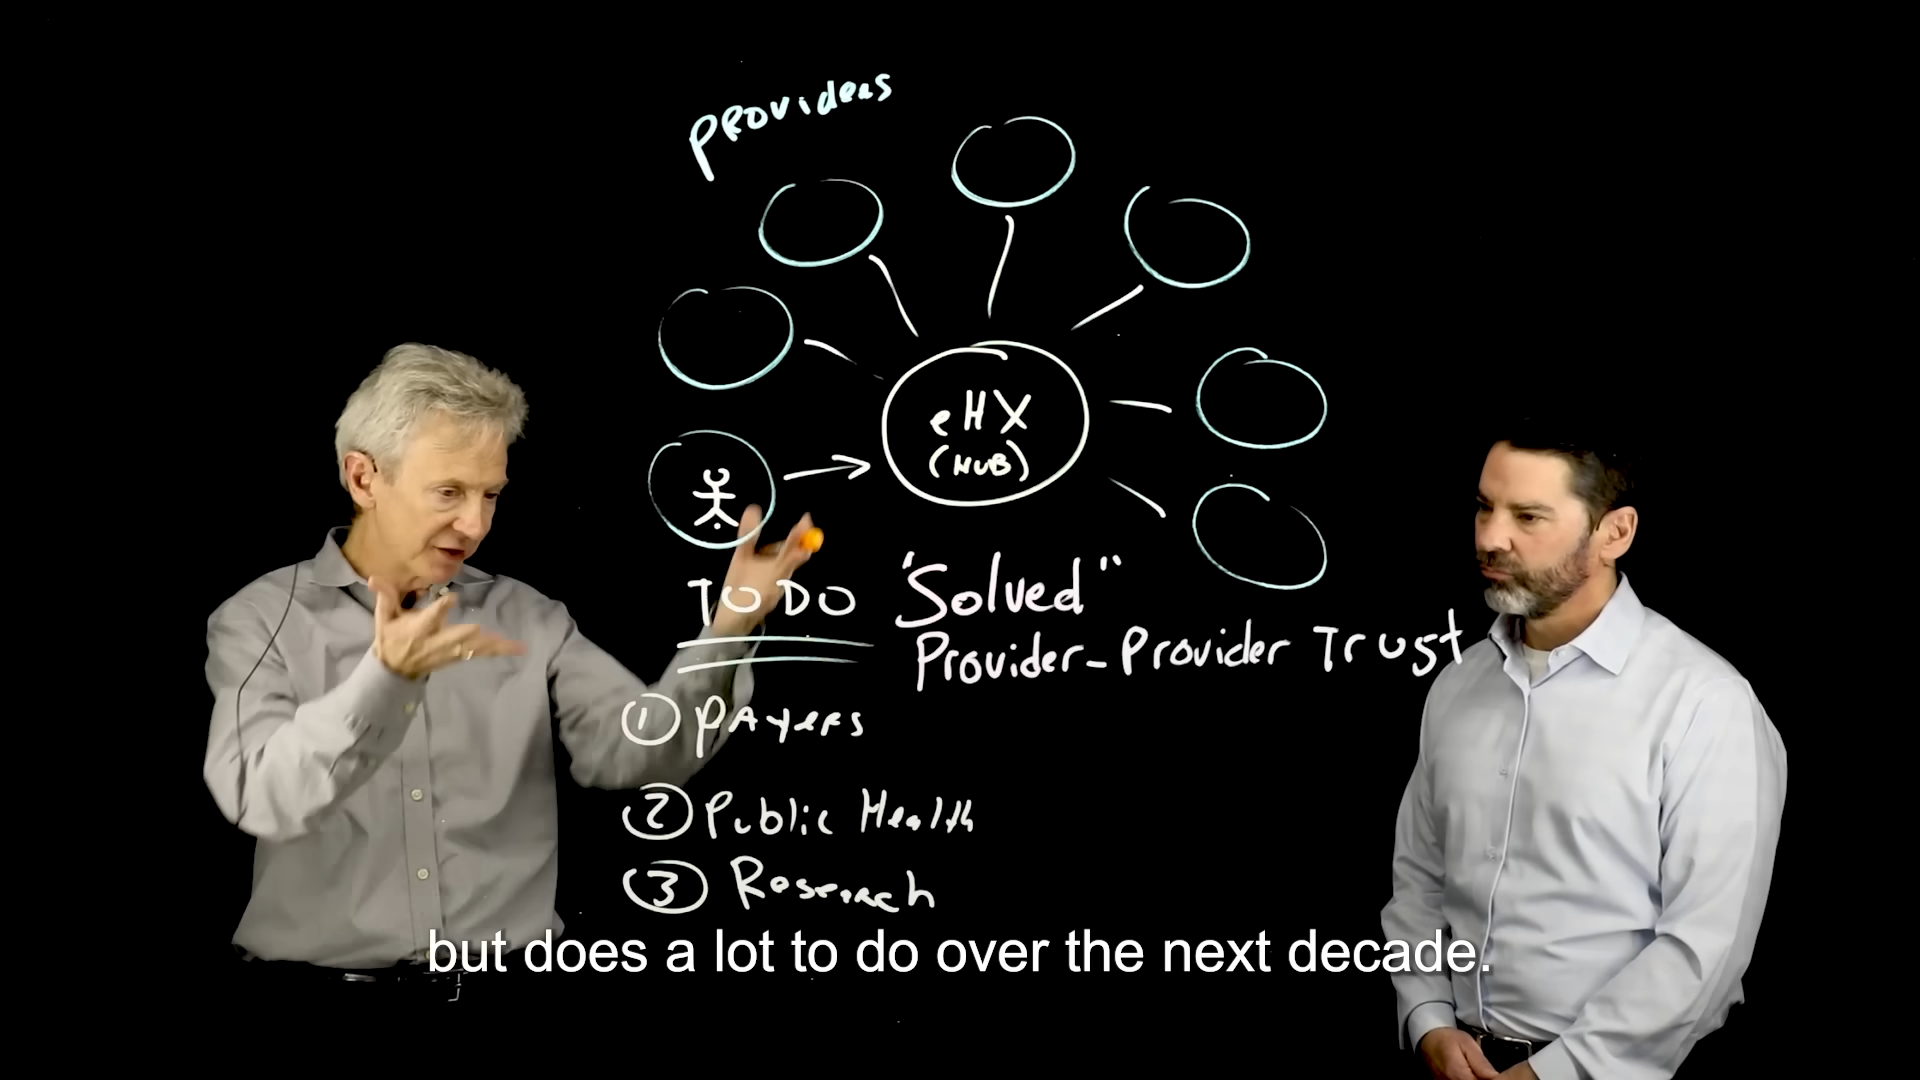 PROVIDERS
eHX
(HUB)
TO DO
"Solved"
Provider-Provider Trust
1 PAYERS
2 Public Health
3 Research
but does a lot to do over the next decade.